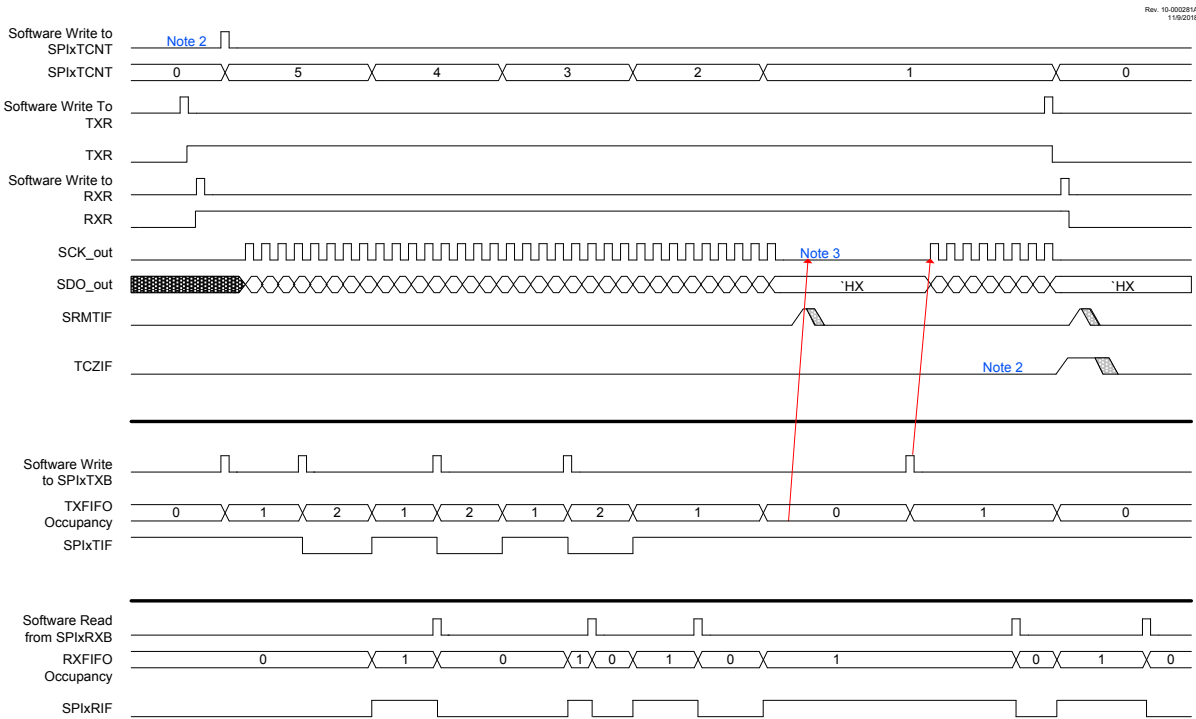 Rev. 10-000281A
11/9/2018
Software Write to
SPIxTCNT
Note 2
SPIxTCNT
0 5 4 3 2 1 0
Software Write To
TXR
TXR
Software Write to
RXR
RXR
SCK_out
Note 3
SDO_out
`HX `HX
SRMTIF
TCZIF
Note 2
Software Write
to SPIxTXB
TXFIFO
Occupancy
0 1 2 1 2 1 2 1 0 1 0
SPIxTIF
Software Read
from SPIxRXB
RXFIFO
Occupancy
0 1 0 1 0 1 0 1 0 1 0
SPIxRIF